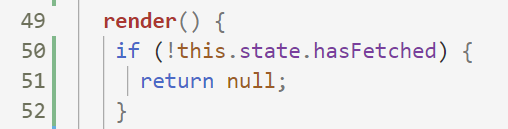 49 render() {
50 if (!this.state.hasFetched) {
51 return null;
52 }